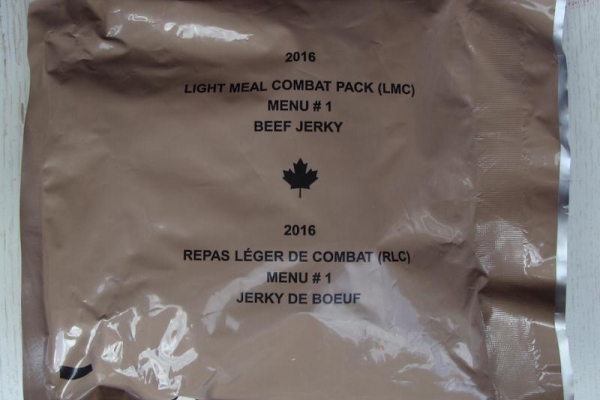 2016
LIGHT MEAL COMBAT PACK (LMC)
MENU # 1
BEEF JERKY
2016
REPAS LÉGER DE COMBAT (RLC)
MENU # 1
JERKY DE BOEUF